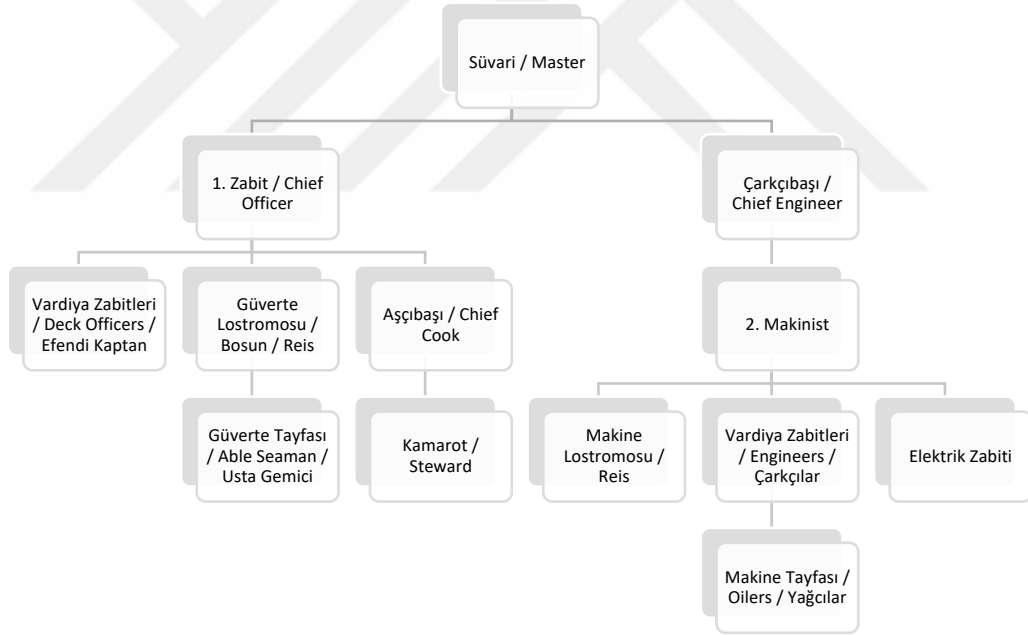 Süvari / Master
1. Zabit / Chief
Officer
Çarkçıbaşı /
Chief Engineer
Vardiya Zabitleri
/ Deck Officers /
Efendi Kaptan
Güverte
Lostromosu /
Bosun / Reis
Aşçıbaşı / Chief
Cook
2. Makinist
Güverte Tayfası
/ Able Seaman /
Usta Gemici
Kamarot /
Steward
Makine
Lostromosu /
Reis
Vardiya Zabitleri
/ Engineers /
Çarkçılar
Elektrik Zabiti
Makine Tayfası /
Oilers / Yağcılar